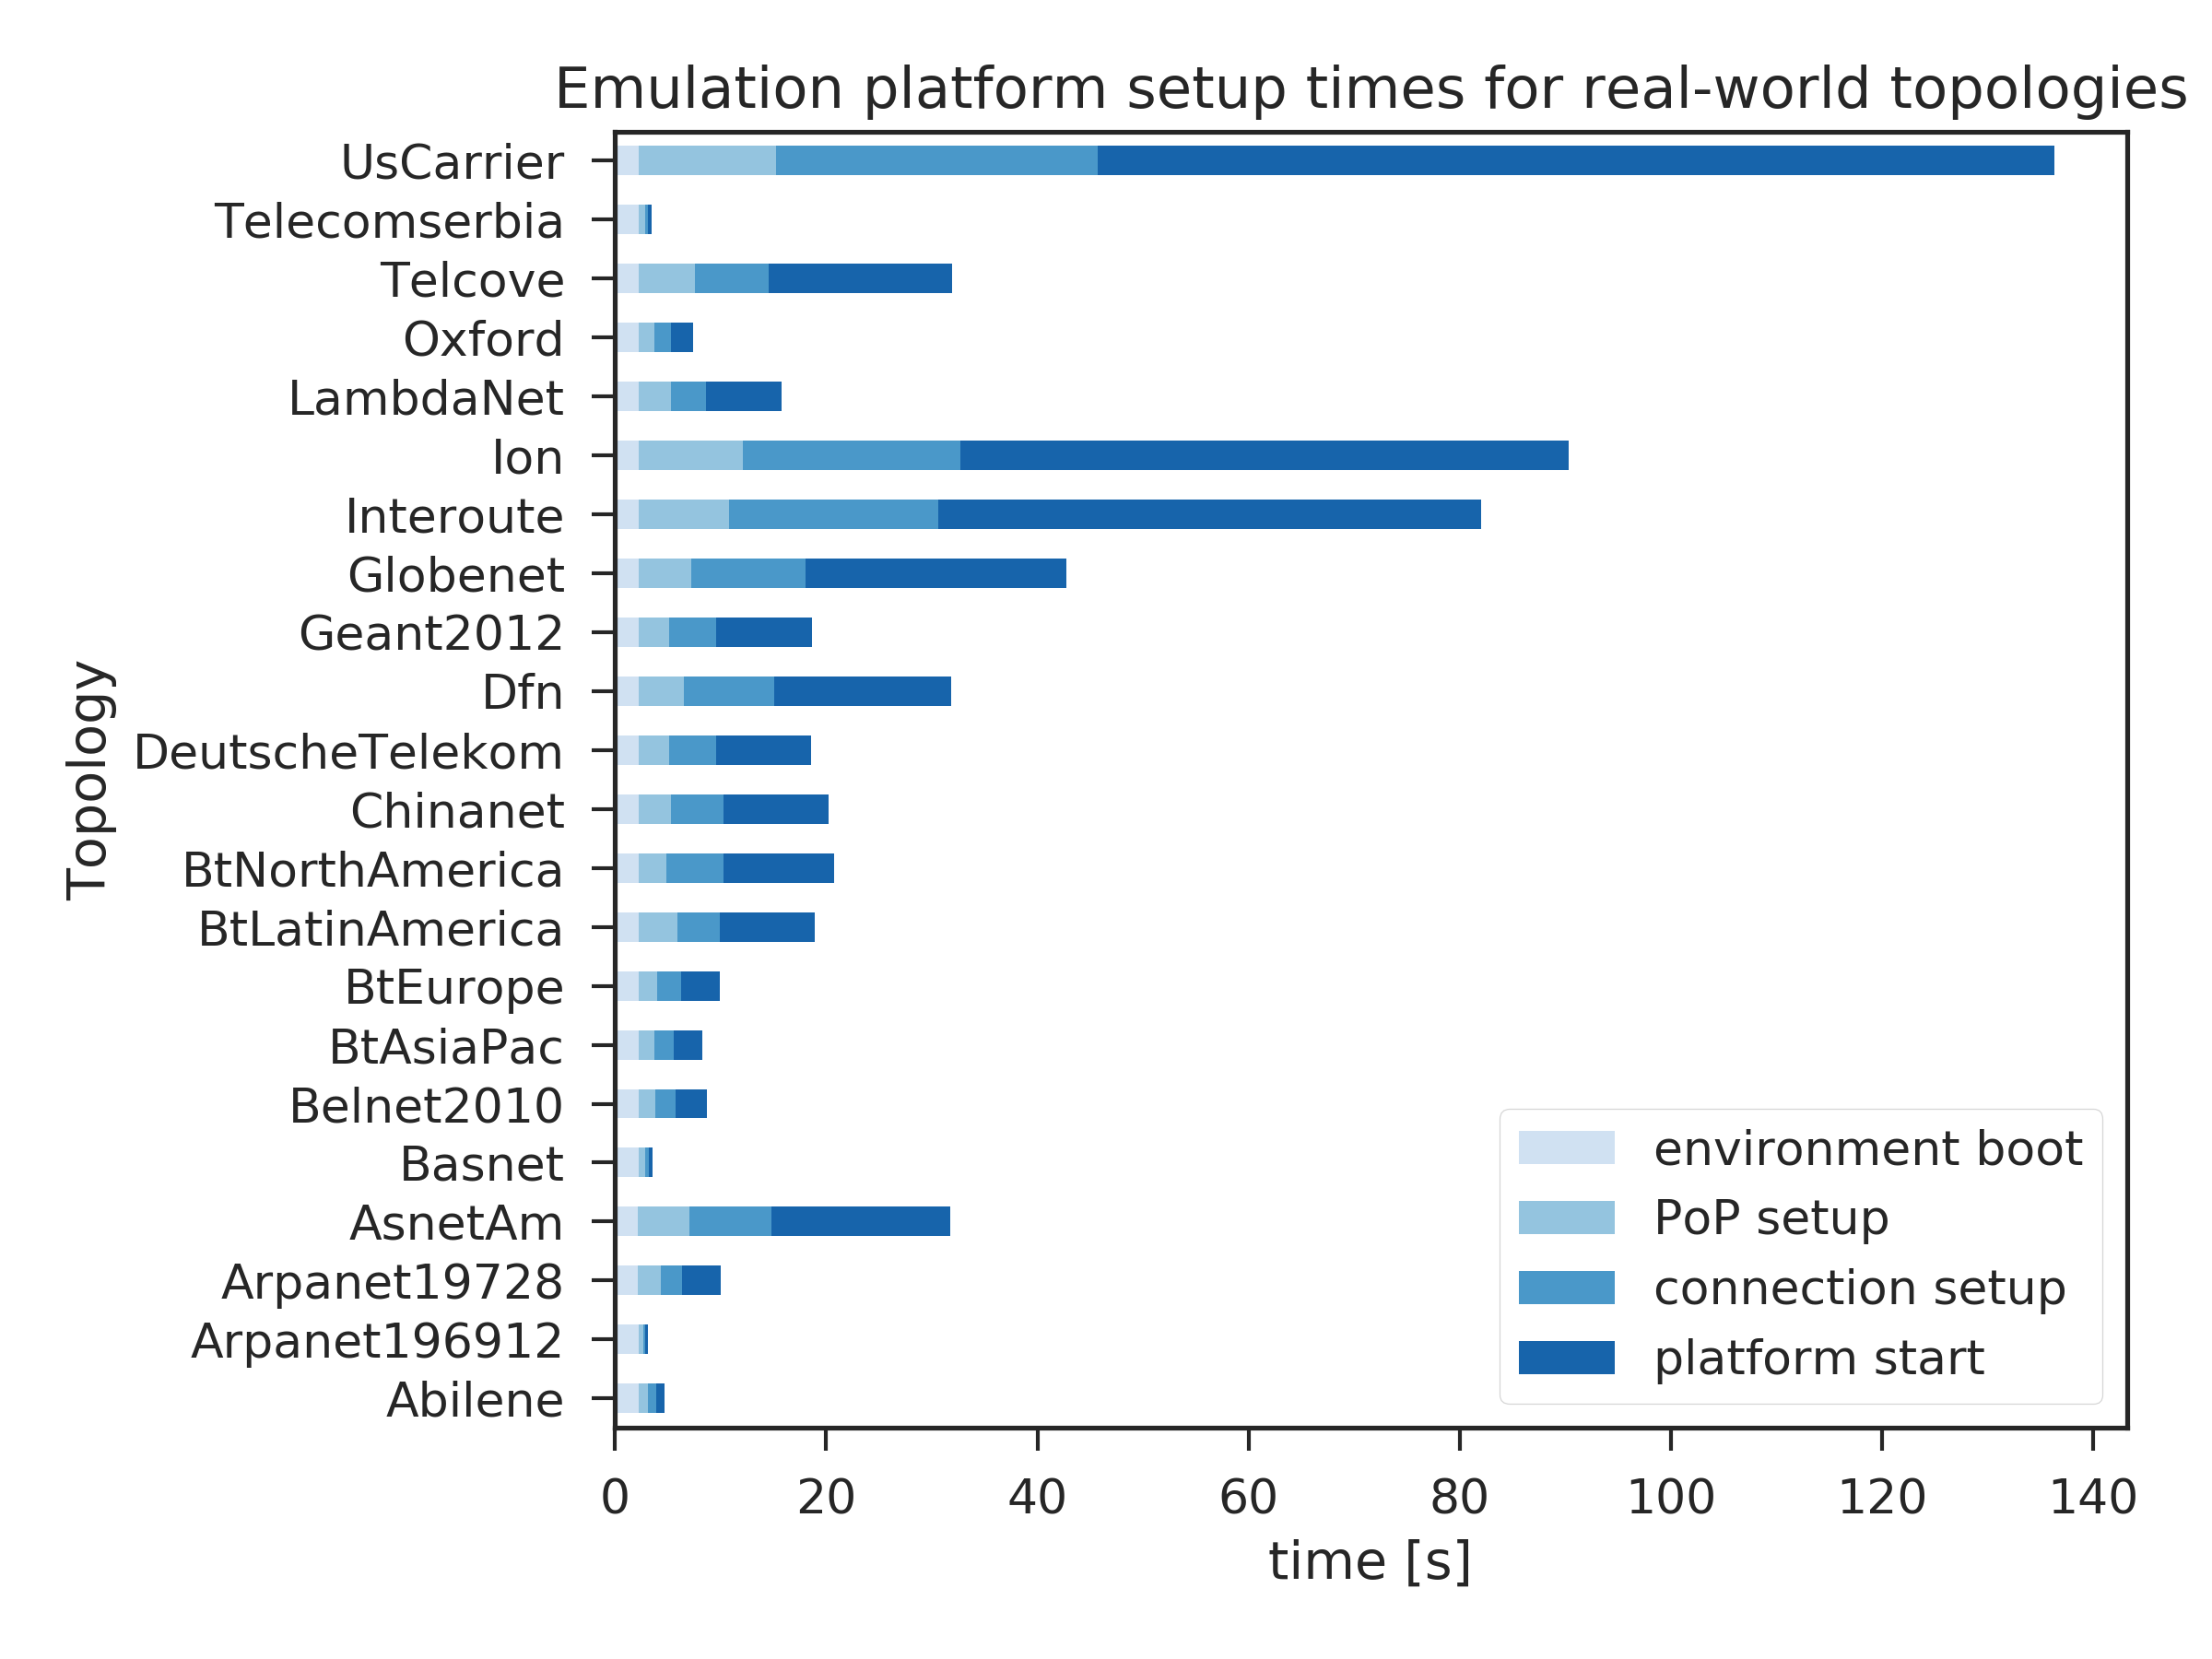 Emulation platform setup times for real-world topologies
UsCarrier
Telecomserbia
Telcove
Oxford
LambdaNet
Ion
Interoute
Globenet
Geant2012
Dfn
DeutscheTelekom
Chinanet
BtNorthAmerica
BtLatinAmerica
BtEurope
BtAsiaPac
Belnet2010
Basnet
AsnetAm
Arpanet19728
Arpanet196912
Abilene
Topology
environment boot
PoP setup
connection setup
platform start
0 20 40 60 80 100 120 140
time [s]